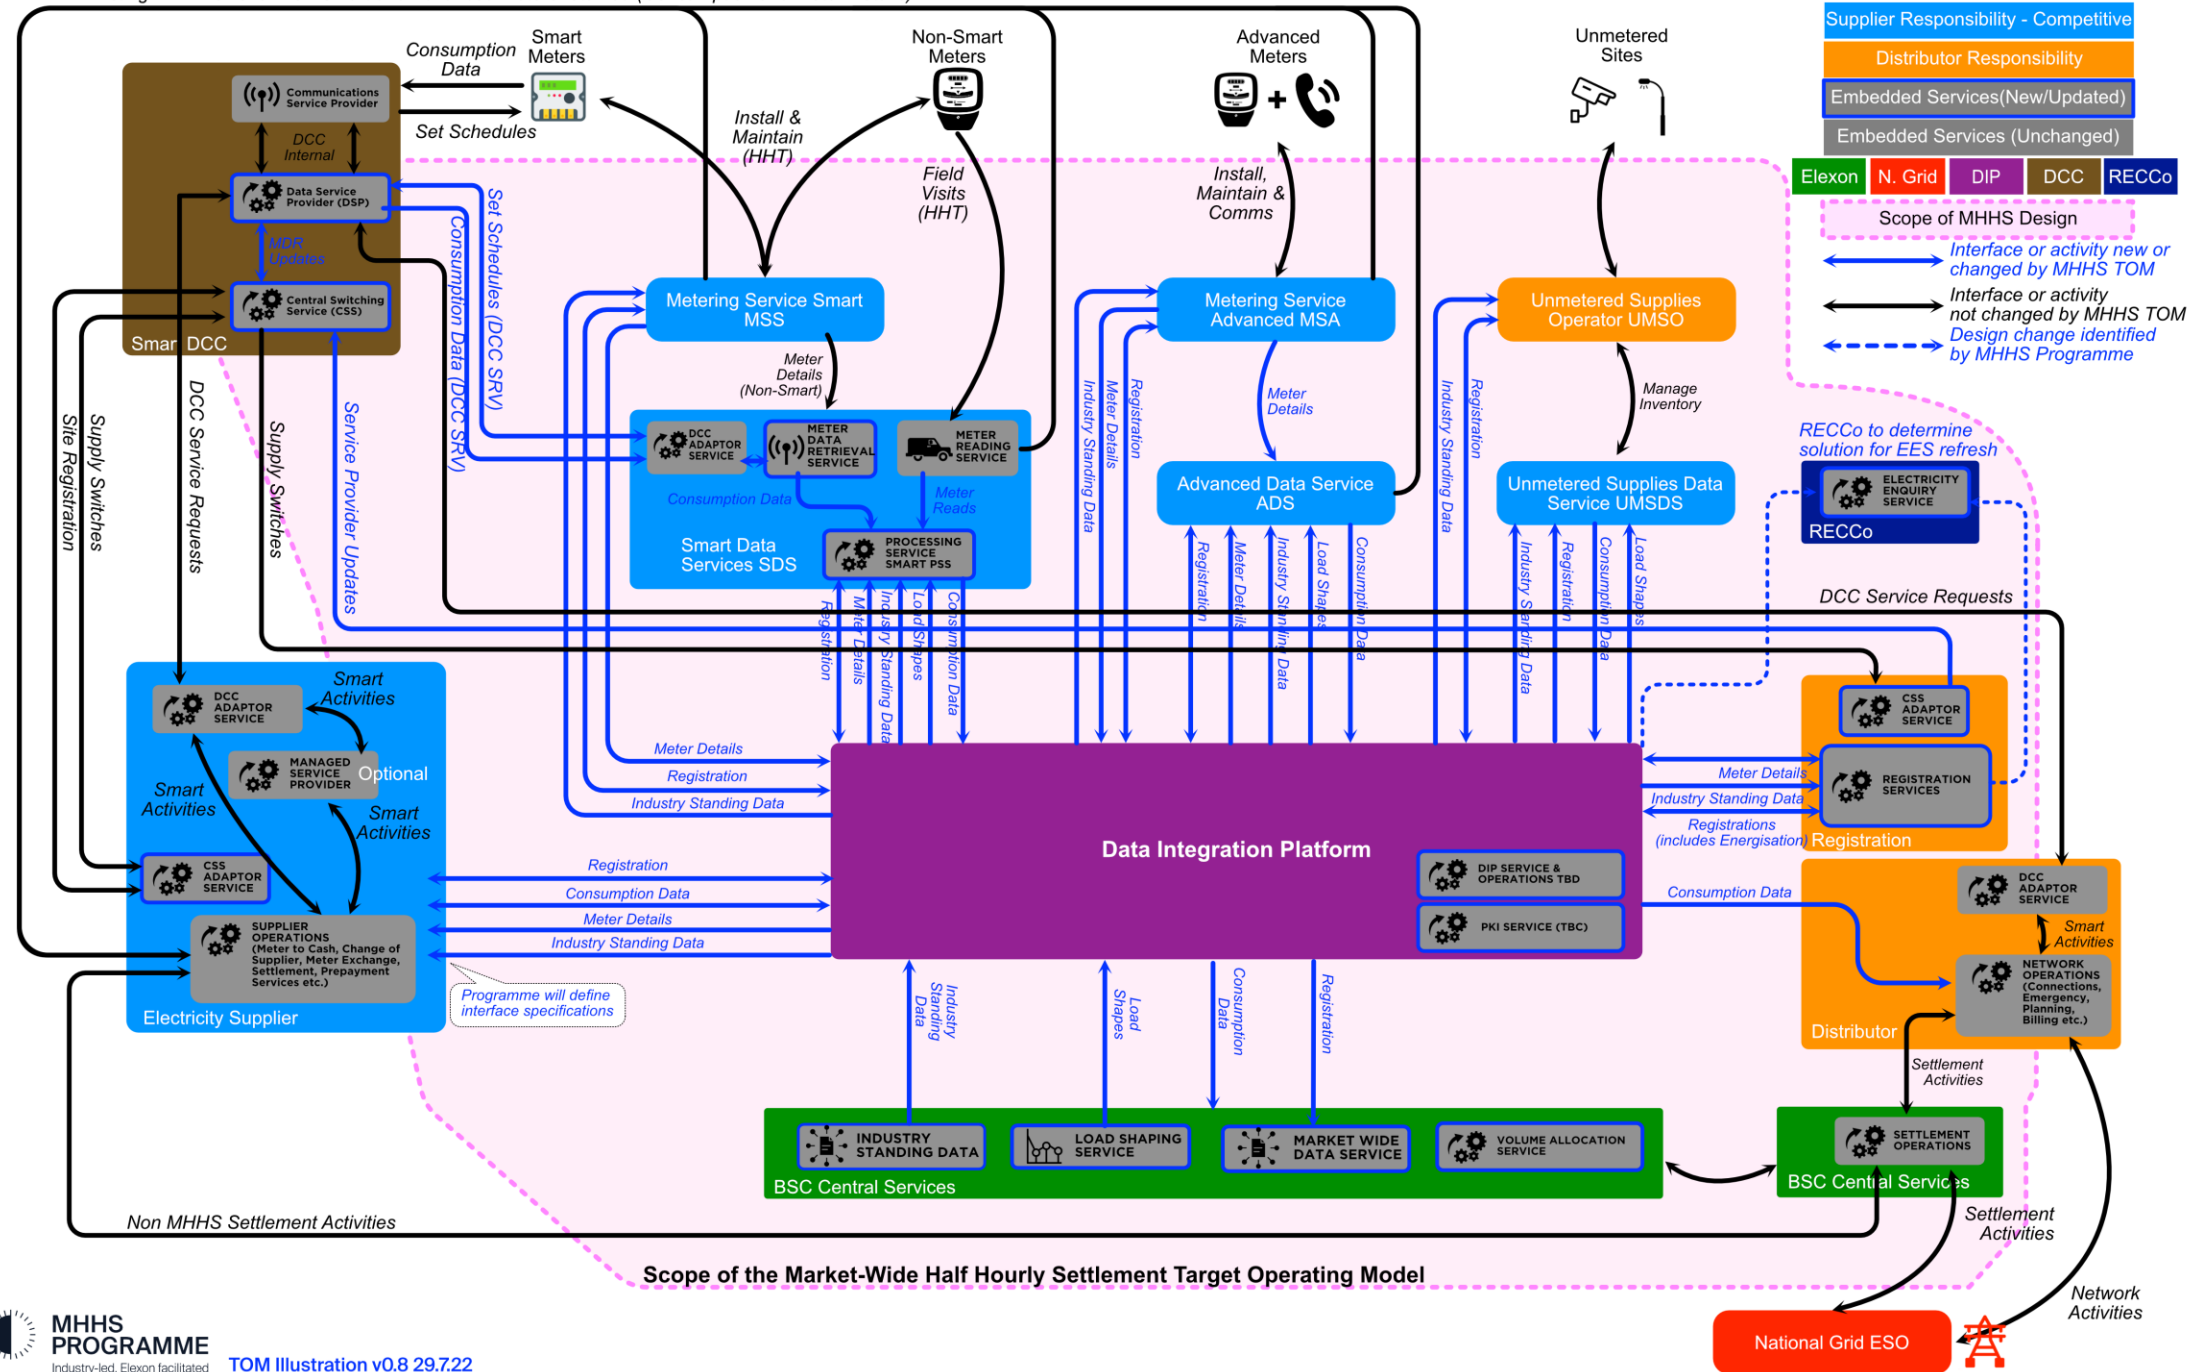 Smart
Meters
Non-Smart
Meters
Advanced
Meters
Unmetered
Sites
Supplier Responsibility - Competitive
Distributor Responsibility
Embedded Services(New/Updated)
Embedded Services (Unchanged)
Elexon
N. Grid
DIP
DCC
RECCo
Scope of MHHS Design
Interface or activity new or
changed by MHHS TOM
Interface or activity
not changed by MHHS TOM
Design change identified
by MHHS Programme
Consumption
Data
Set Schedules
Communications
Service Provider
DCC
Internal
Data Service
Provider (DSP)
MDR
Updates
Central Switching
Service (CSS)
Smart DCC
Install &
Maintain
(HHT)
Field
Visits
(HHT)
Install,
Maintain &
Comms
Set Schedules (DCC SRV)
Consumption Data (DCC SRV)
Metering Service Smart
MSS
Metering Service
Advanced MSA
Unmetered Supplies
Operator UMSO
Meter
Details
(Non-Smart)
Meter
Details
Manage
Inventory
Site Registration
Supply Switches
DCC Service Requests
Supply Switches
Service Provider Updates
DCC
ADAPTOR
SERVICE
METER
DATA
RETRIEVAL
SERVICE
METER
READING
SERVICE
Consumption Data
Meter
Reads
Smart Data
Services SDS
PROCESSING
SERVICE
SMART PSS
Industry Standing Data
Meter Details
Registration
Advanced Data Service
ADS
Industry Standing Data
Registration
Unmetered Supplies Data
Service UMSDS
RECCo to determine
solution for EES refresh
ELECTRICITY
ENQUIRY
SERVICE
RECCo
Registration
Meter Details
Industry Standing Data
Load Shapes
Consumption Data
Registration
Meter Details
Industry Standing Data
Load Shapes
Consumption Data
Industry Standing Data
Registration
Consumption Data
Load Shapes
DCC Service Requests
DCC
ADAPTOR
SERVICE
Smart
Activities
MANAGED
SERVICE
PROVIDER
Optional
Smart
Activities
Smart
Activities
CSS
ADAPTOR
SERVICE
SUPPLIER
OPERATIONS
(Meter to Cash, Change of
Supplier, Meter Exchange,
Settlement, Prepayment
Services etc.)
Electricity Supplier
Meter Details
Registration
Industry Standing Data
Registration
Consumption Data
Meter Details
Industry Standing Data
Programme will define
interface specifications
Data Integration Platform
DIP SERVICE &
OPERATIONS TBD
PKI SERVICE (TBC)
CSS
ADAPTOR
SERVICE
REGISTRATION
SERVICES
Registration
Meter Details
Industry Standing Data
Registrations
(includes Energisation)
Consumption Data
DCC
ADAPTOR
SERVICE
Smart
Activities
NETWORK
OPERATIONS
(Connections,
Emergency,
Planning,
Billing etc.)
Distributor
Settlement
Activities
Industry
Standing
Data
Load
Shapes
Consumption
Data
Registration
INDUSTRY
STANDING DATA
LOAD SHAPING
SERVICE
MARKET WIDE
DATA SERVICE
VOLUME ALLOCATION
SERVICE
BSC Central Services
SETTLEMENT
OPERATIONS
BSC Central Services
Non MHHS Settlement Activities
Settlement
Activities
Scope of the Market-Wide Half Hourly Settlement Target Operating Model
Network
Activities
National Grid ESO
MHHS
PROGRAMME
Industry-led, Elexon facilitated
TOM Illustration v0.8 29.7.22